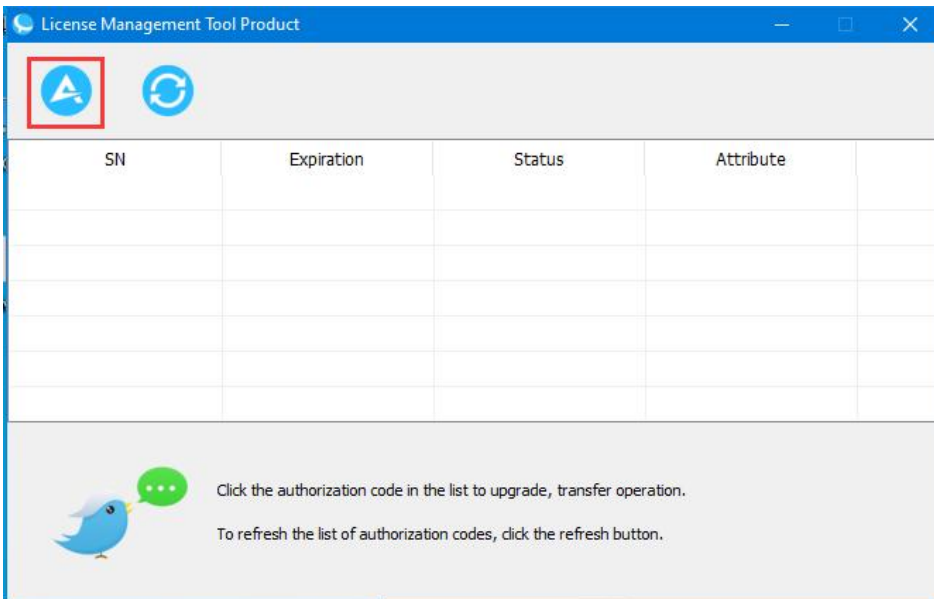 License Management Tool Product
SN Expiration Status Attribute
Click the authorization code in the list to upgrade, transfer operation.
To refresh the list of authorization codes, click the refresh button.